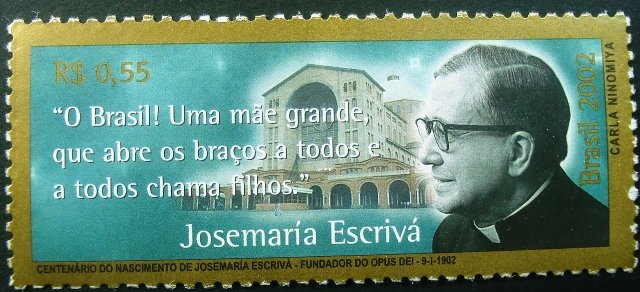 R$ 0,55
"O Brasil! Uma mãe grande,
que abre os braços a todos e
a todos chama filhos."
Josemaría Escrivá
CENTENÁRIO DO NASCIMENTO DE JOSEMARÍA ESCRIVÁ - FUNDADOR DO OPUS DEI - 9-I-1902
Brasil 2002
CARLA NINOMIYA